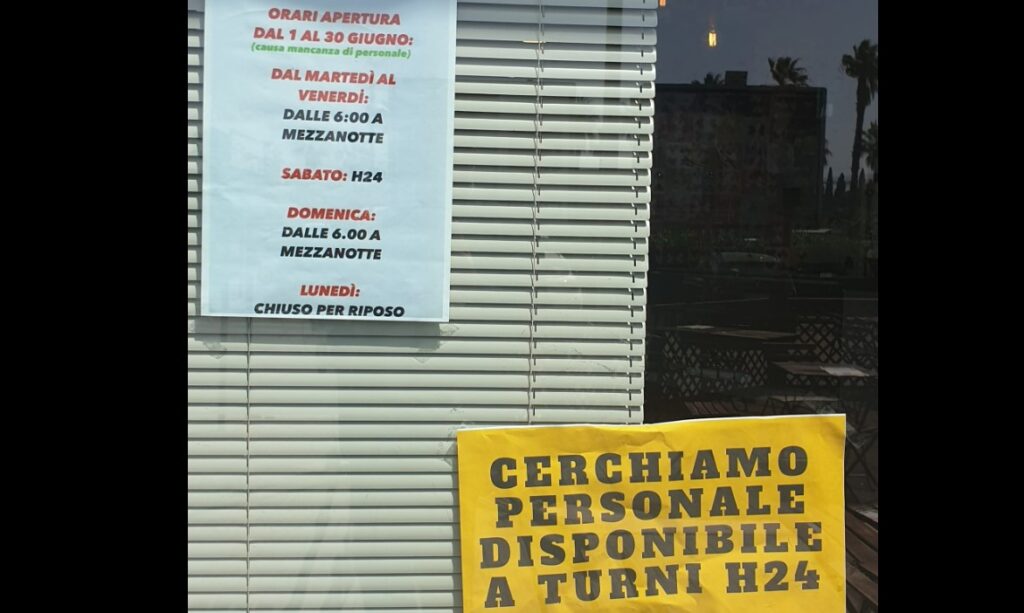 ORARI APERTURA
DAL 1 AL 30 GIUGNO:
(causa mancanza di personale)
DAL MARTEDÌ AL
VENERDÌ:
DALLE 6:00 A
MEZZANOTTE
SABATO: H24
DOMENICA:
DALLE 6.00 A
MEZZANOTTE
LUNEDÌ:
CHIUSO PER RIPOSO
CERCHIAMO
PERSONALE
DISPONIBILE
A TURNI H24